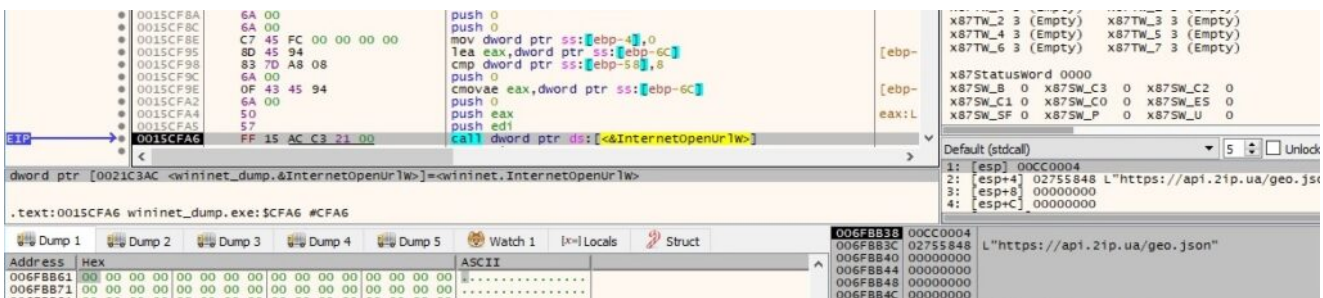 0015CF8A 6A 00 push 0
0015CF8C 6A 00 push 0
0015CF8E C7 45 FC 00 00 00 00 mov dword ptr ss:[ebp-4],0
0015CF95 8D 45 94 lea eax,dword ptr ss:[ebp-6C] [ebp-
0015CF98 83 7D A8 08 cmp dword ptr ss:[ebp-58],8
0015CF9C 6A 00 push 0
0015CF9E 0F 43 45 94 cmovae eax,dword ptr ss:[ebp-6C] [ebp-
0015CFA2 6A 00 push 0
0015CFA4 50 push eax eax:L
0015CFA5 57 push edi
EIP 0015CFA6 FF 15 AC C3 21 00 call dword ptr ds:[<&InternetOpenUrlW>]
dword ptr [0021C3AC <wininet_dump.&InternetOpenUrlW>]=<wininet.InternetOpenUrlW>
.text:0015CFA6 wininet_dump.exe:$CFA6 #CFA6
x87TW_2 3 (Empty) x87TW_3 3 (Empty)
x87TW_4 3 (Empty) x87TW_5 3 (Empty)
x87TW_6 3 (Empty) x87TW_7 3 (Empty)
x87StatusWord 0000
x87SW_B 0 x87SW_C3 0 x87SW_C2 0
x87SW_C1 0 x87SW_C0 0 x87SW_ES 0
x87SW_SF 0 x87SW_P 0 x87SW_U 0
Default (stdcall) 5 Unlock
1: [esp] 00CC0004
2: [esp+4] 02755848 L"https://api.2ip.ua/geo.jso
3: [esp+8] 00000000
4: [esp+C] 00000000
Dump 1 Dump 2 Dump 3 Dump 4 Dump 5 Watch 1 [x=] Locals Struct
Address Hex ASCII
006FBB61 00 00 00 00 00 00 00 00 00 00 00 00 00 00 00 00 ................
006FBB71 00 00 00 00 00 00 00 00 00 00 00 00 00 00 00 00 ................
006FBB38 00CC0004
006FBB3C 02755848 L"https://api.2ip.ua/geo.json"
006FBB40 00000000
006FBB44 00000000
006FBB48 00000000
006FBB4C 00000000